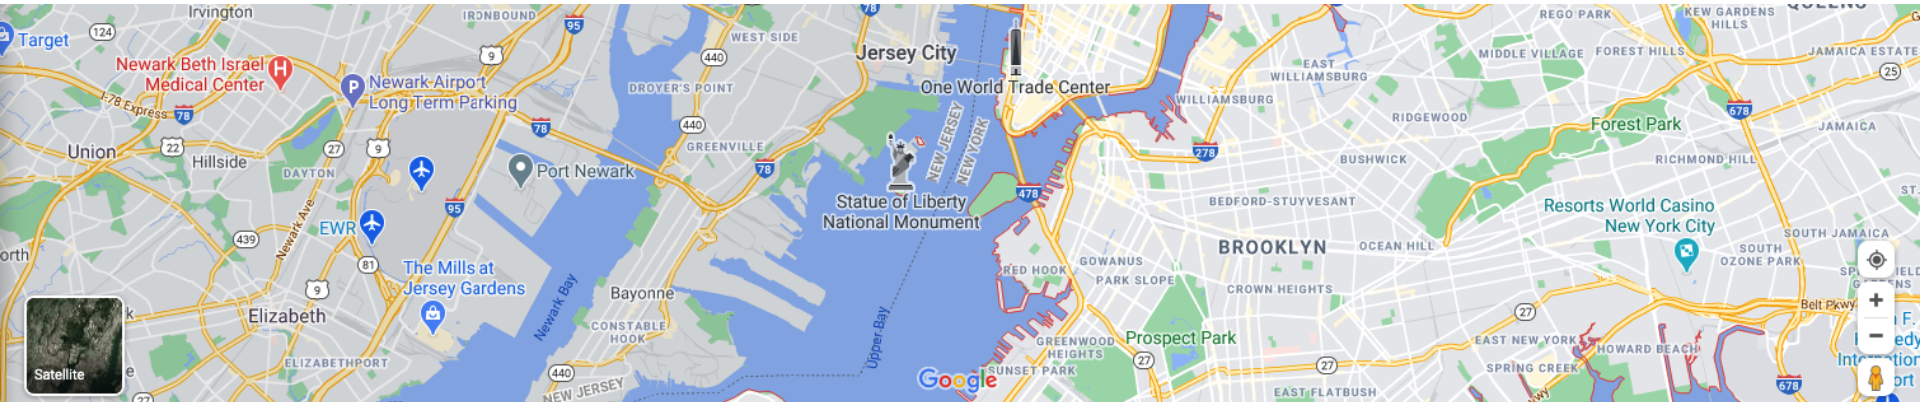 Irvington
IRONBOUND
95
78
QUEENS
REGO PARK
KEW GARDENS
HILLS
124
Target
9
WEST SIDE
440
Jersey City
MIDDLE VILLAGE
FOREST HILLS
JAMAICA ESTATE
Newark Beth Israel
Medical Center
H
P
Newark Airport
Long Term Parking
DROYER'S POINT
One World Trade Center
EAST
WILLIAMSBURG
25
I-78 Express
78
WILLIAMSBURG
678
440
78
NEW JERSEY
NEW YORK
RIDGEWOOD
Forest Park
JAMAICA
Union
22
27
9
Hillside
GREENVILLE
278
BUSHWICK
RICHMOND HILL
DAYTON
Port Newark
78
478
95
Statue of Liberty
National Monument
BEDFORD-STUYVESANT
Resorts World Casino
New York City
Newark Ave
EWR
439
orth
BROOKLYN
OCEAN HILL
SOUTH JAMAICA
SOUTH
OZONE PARK
81
The Mills at
Jersey Gardens
RED HOOK
GOWANUS
PARK SLOPE
CROWN HEIGHTS
9
Newark Bay
Bayonne
Belt Pkwy
k
Elizabeth
CONSTABLE
HOOK
Upper Bay
27
Prospect Park
GREENWOOD
HEIGHTS
EAST NEW YORK
HOWARD BEACH
ELIZABETHPORT
27
27
Satellite
e
440
NEW JERSEY
Google
SUNSET PARK
SPRING CREEK
678
EAST FLATBUSH
27